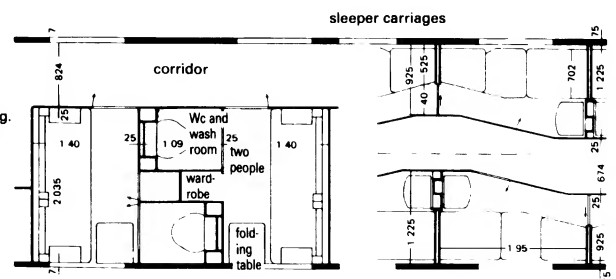 sleeper carriages
7
824
corridor
925
525
40
702
75
1 225
g.
25
1 40
2 035
25
1 09
Wc and
wash
room
25
two
people
1 40
ward-
robe
fold-
ing
table
7
25
674
25
1 225
1 95
925